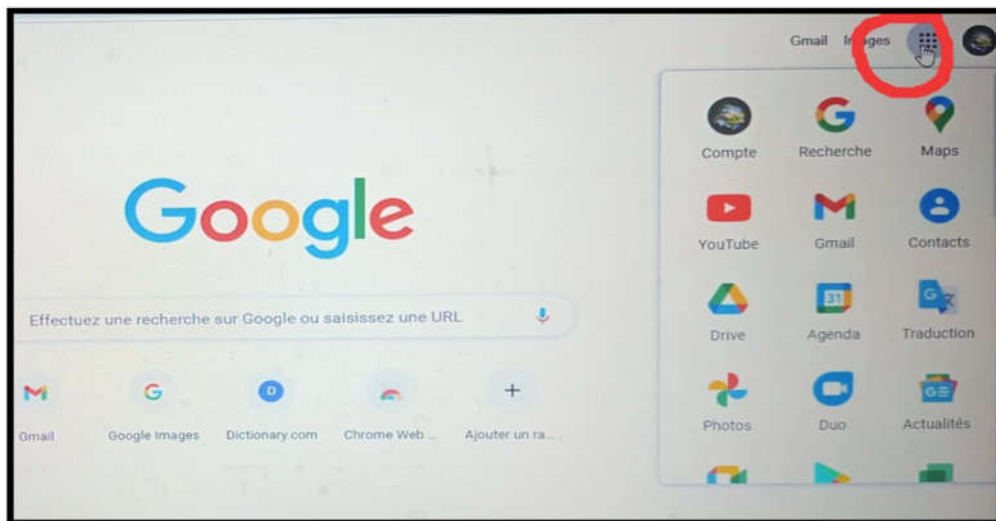 Gmail Images
Compte Recherche Maps
Google
YouTube Gmail Contacts
31
G
Effectuez une recherche sur Google ou saisissez une URL
Drive Agenda Traduction
D
Photos Duo Actualités
Gmail Google Images Dictionary.com Chrome Web ... Ajouter un ra...